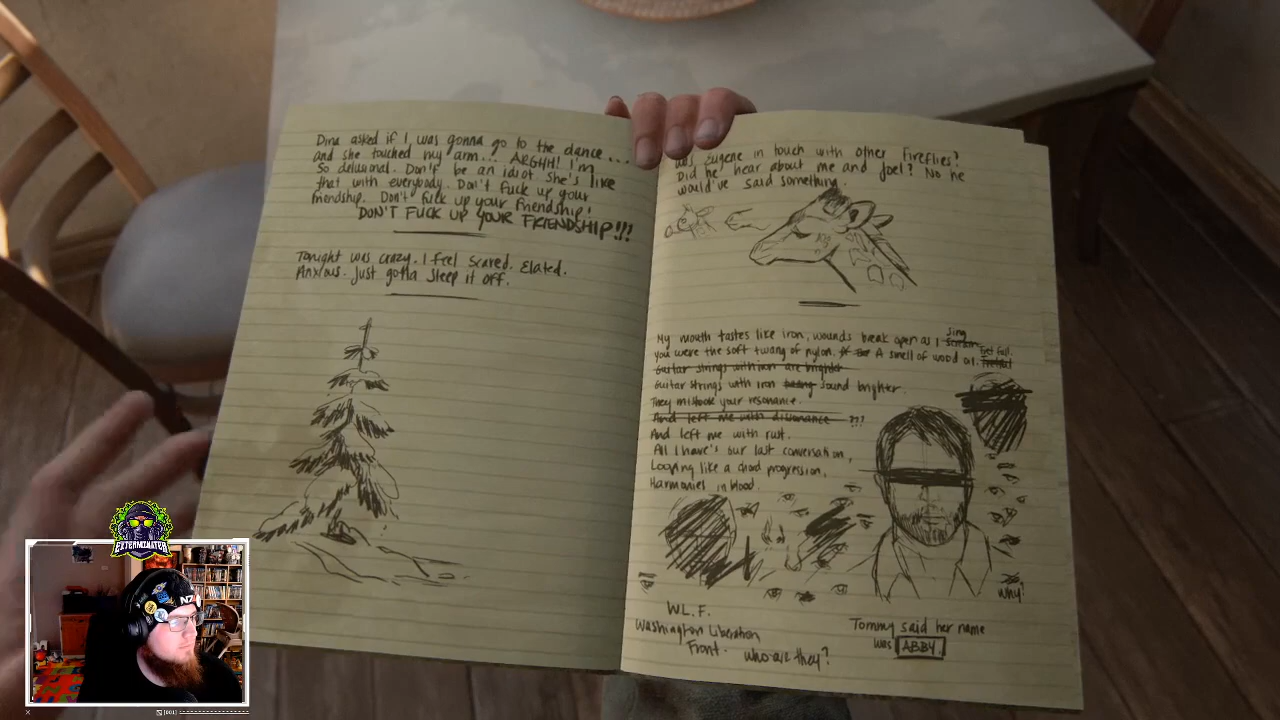 Dina asked if I was gonna go to the dance...
and she touched my arm... ARGHH! I'm
so delusional. Don't be an idiot she's like
that with everybody. Don't fuck up your
friendship. Don't fuck up your friendship!
DON'T FUCK UP YOUR FRIENDSHIP!!?
Tonight was crazy. I feel scared. Elated.
Anxious. Just gotta sleep it off.
Was Eugene in touch with other Fireflies?
Did he hear about me and Joel? No he
would've said something.
My mouth tastes like iron, wounds break open as I scream sing
you were the soft twang of nylon. A smell of wood oil. Fretful fret fall.
Guitar strings with iron are brighter
Guitar strings with iron sound brighter.
They mistook your resonance.
And left me with dissonance ???
And left me with rust.
All I have's our last conversation,
Looping like a chord progression,
Harmonies in blood.
why?
W.L.F.
Washington Liberation
Front. who are they?
Tommy said her name
was ABBY.
EXTERMINATER
NZ